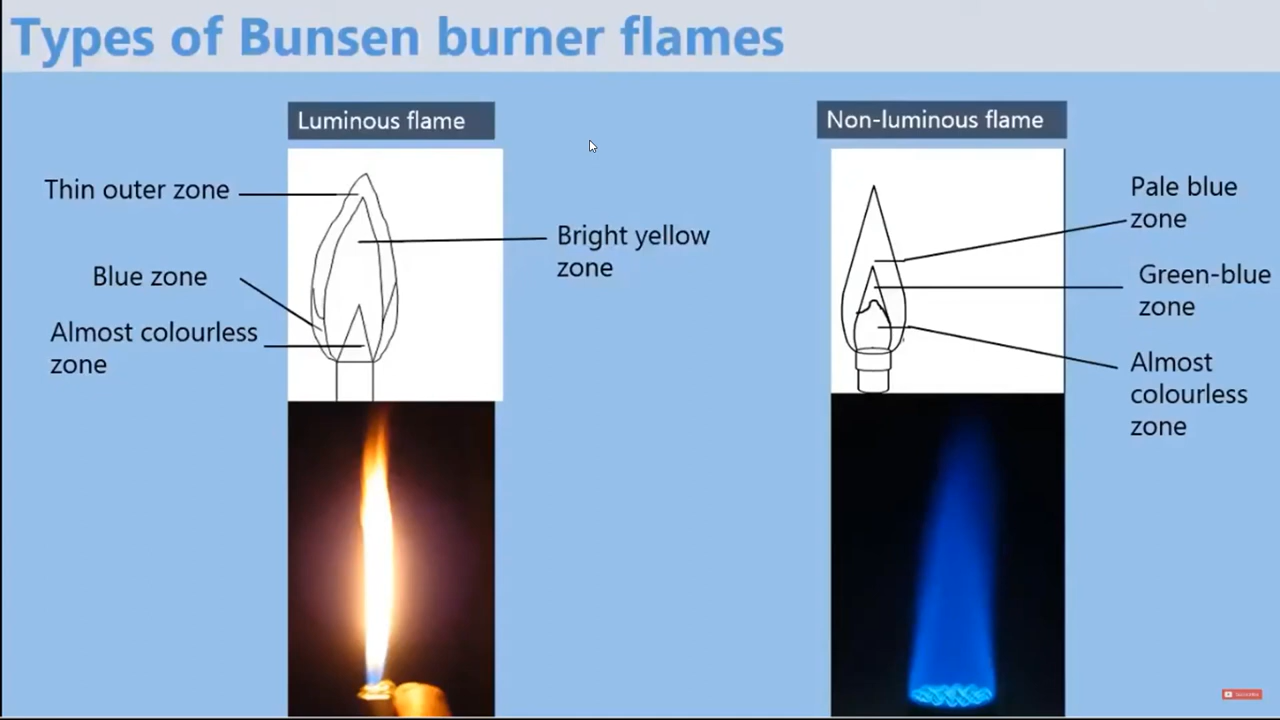 Types of Bunsen burner flames
Luminous flame
Thin outer zone
Blue zone
Almost colourless
zone
Bright yellow
zone
Non-luminous flame
Pale blue
zone
Green-blue
zone
Almost
colourless
zone